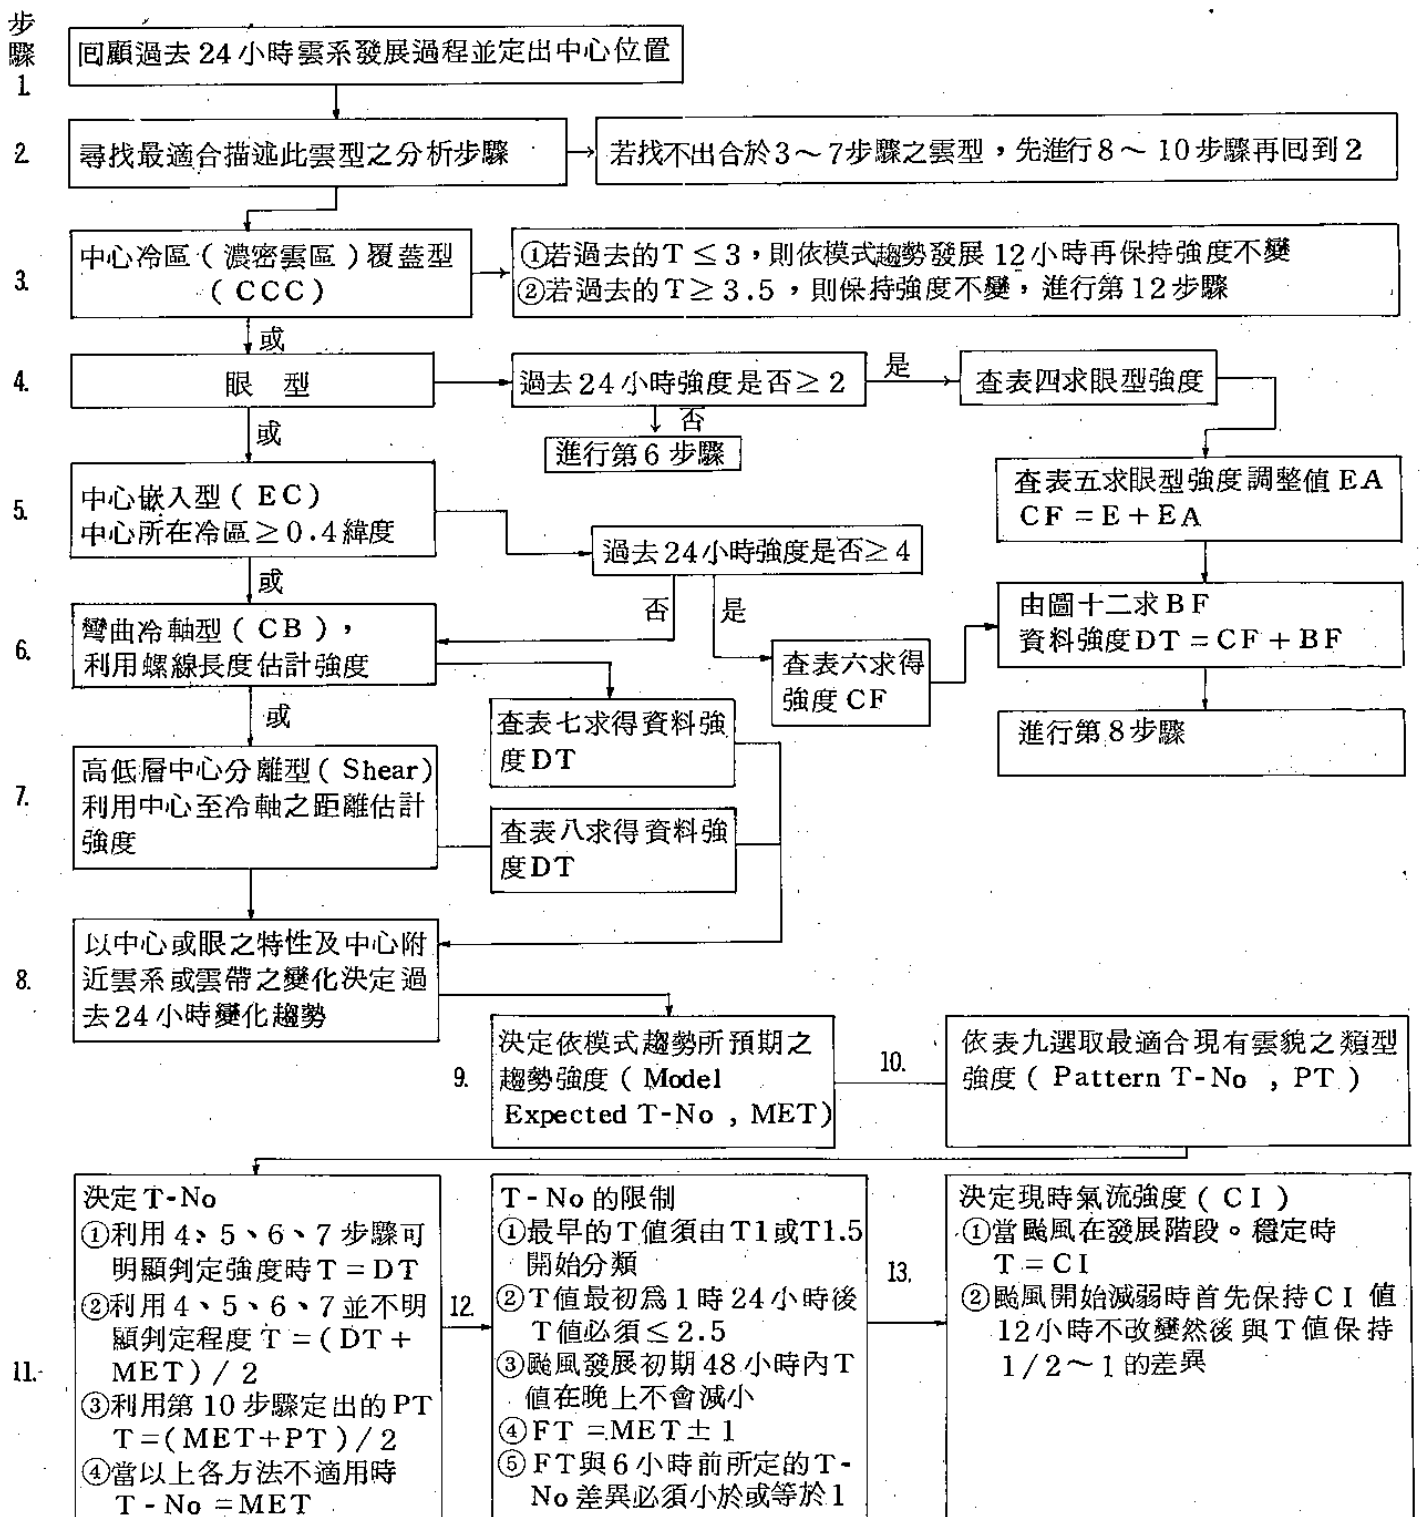 步
驟
1.
回顧過去24小時雲系發展過程並定出中心位置
2.
尋找最適合描述此雲型之分析步驟
若找不出合於3～7步驟之雲型，先進行8～10步驟再回到2
3.
中心冷區(濃密雲區)覆蓋型
(CCC)
①若過去的T≤3，則依模式趨勢發展12小時再保持強度不變
②若過去的T≥3.5，則保持強度不變，進行第12步驟
或
4.
眼 型
過去24小時強度是否≥2
是
查表四求眼型強度
否
進行第6步驟
或
5.
中心嵌入型(EC)
中心所在冷區≥0.4緯度
過去24小時強度是否≥4
查表五求眼型強度調整值EA
CF=E+EA
或
否
是
6.
彎曲冷軸型(CB)，
利用螺線長度估計強度
查表六求得
強度CF
由圖十二求BF
資料強度DT=CF+BF
進行第8步驟
或
查表七求得資料強
度DT
7.
高低層中心分離型(Shear)
利用中心至冷軸之距離估計
強度
查表八求得資料強
度DT
8.
以中心或眼之特性及中心附
近雲系或雲帶之變化決定過
去24小時變化趨勢
9.
決定依模式趨勢所預期之
趨勢強度(Model
Expected T-No，MET)
10.
依表九選取最適合現有雲貌之類型
強度(Pattern T-No，PT)
11.
決定T-No
①利用4、5、6、7步驟可
明顯判定強度時T=DT
②利用4、5、6、7並不明
顯判定程度T=(DT+
MET)/2
③利用第10步驟定出的PT
T=(MET+PT)/2
④當以上各方法不適用時
T-No=MET
12.
T-No的限制
①最早的T值須由T1或T1.5
開始分類
②T值最初爲1時24小時後
T值必須≤2.5
③颱風發展初期48小時內T
值在晚上不會減小
④FT=MET±1
⑤FT與6小時前所定的T-
No差異必須小於或等於1
13.
決定現時氣流強度(CI)
①當颱風在發展階段。穩定時
T=CI
②颱風開始減弱時首先保持CI值
12小時不改變然後與T值保持
1/2～1的差異